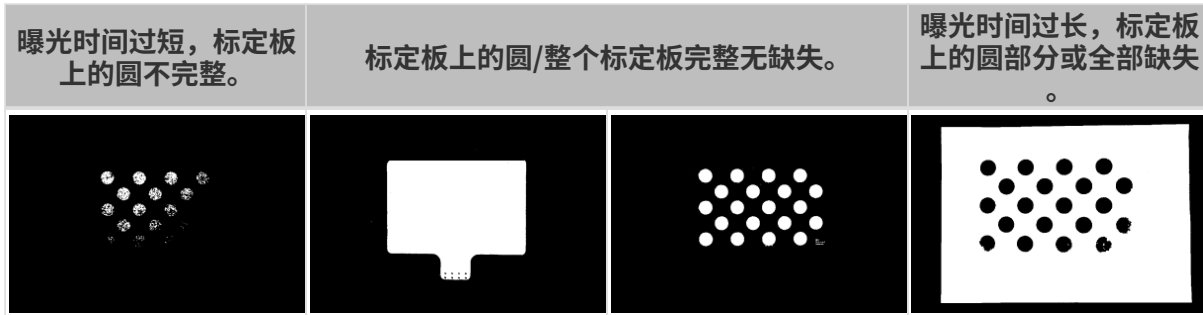 曝光时间过短，标定板
上的圆不完整。
标定板上的圆/整个标定板完整无缺失。
曝光时间过长，标定板
上的圆部分或全部缺失
。